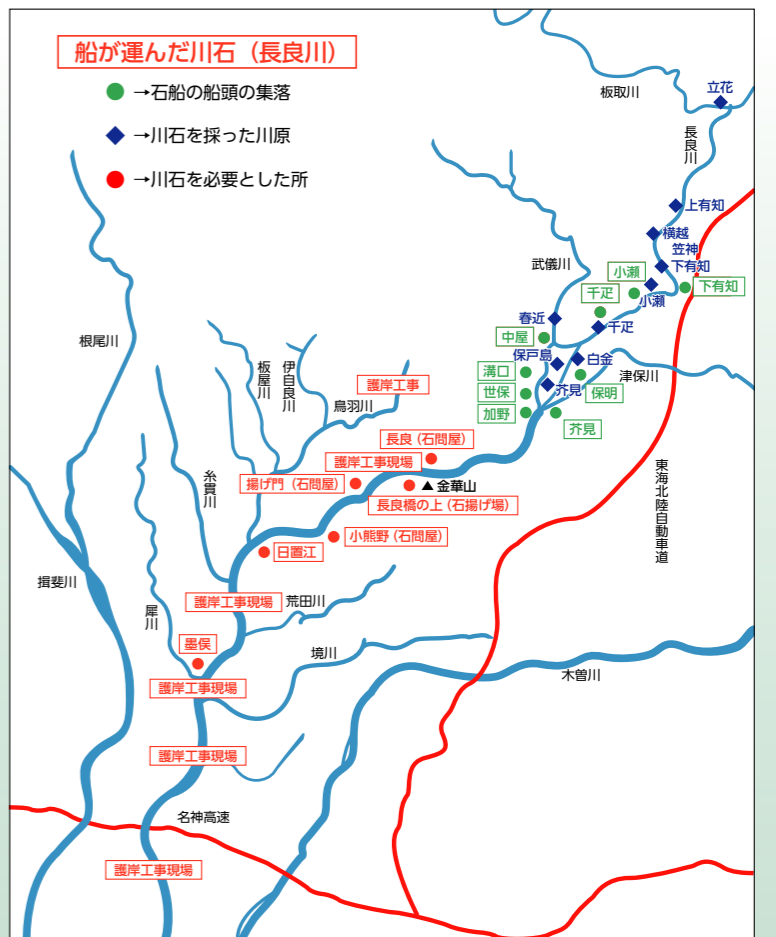 船が運んだ川石（長良川）
→石船の船頭の集落
→川石を採った川原
→川石を必要とした所
板取川
立花
長良川
上有知
横越
笠神
下有知
小瀬
下有知
小瀬
千疋
千疋
武儀川
春近
中屋
保戸島
白金
溝口
世保
芥見
保明
加野
芥見
津保川
根尾川
板屋川
伊自良川
鳥羽川
護岸工事
長良（石問屋）
護岸工事現場
揚げ門（石問屋）
金華山
長良橋の上（石揚げ場）
糸貫川
小熊野（石問屋）
日置江
東海北陸自動車道
揖斐川
犀川
護岸工事現場
荒田川
墨俣
境川
護岸工事現場
木曽川
護岸工事現場
名神高速
護岸工事現場